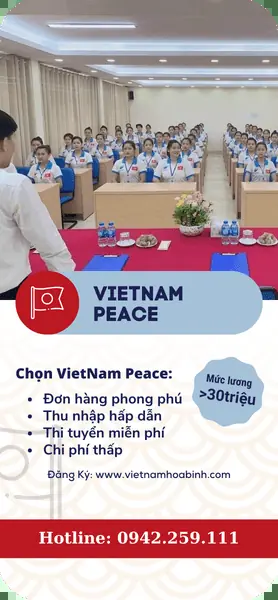 VIETNAM
PEACE
Chọn VietNam Peace:
Mức lương
>30triệu
Đơn hàng phong phú
Thu nhập hấp dẫn
Thi tuyển miễn phí
Chi phí thấp
Đăng Ký: www.vietnamhoabinh.com
Hotline: 0942.259.111